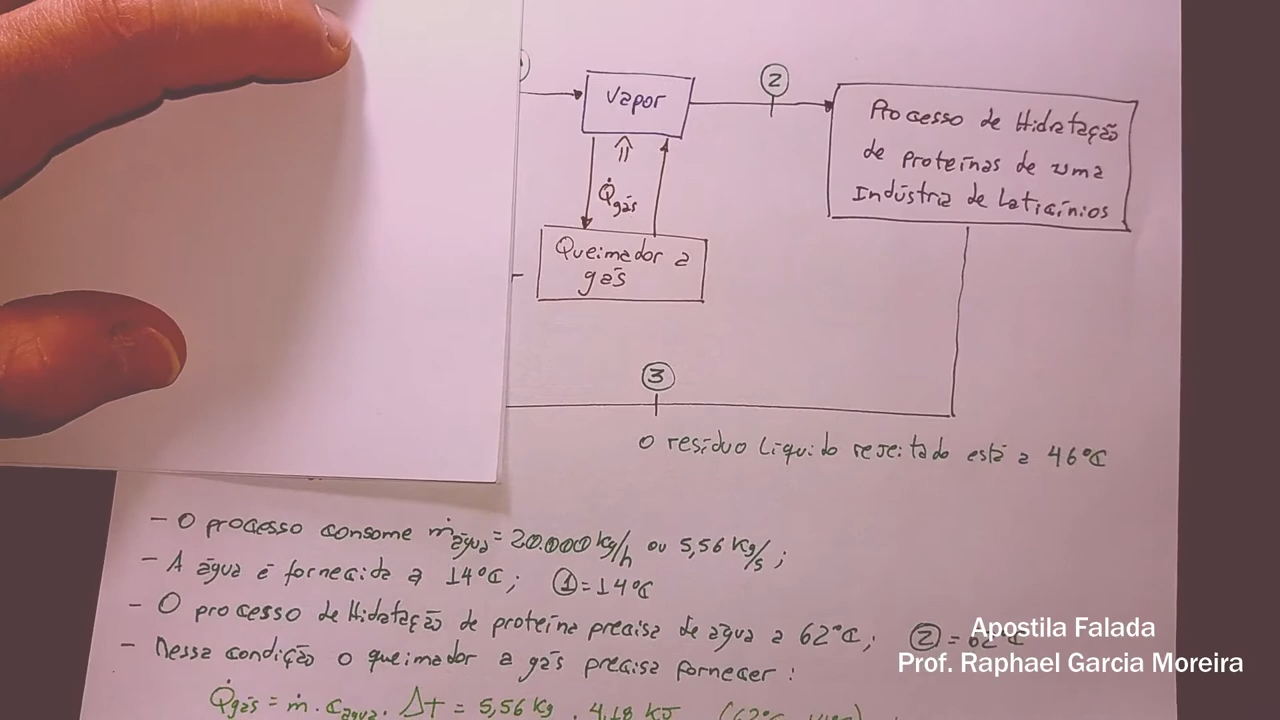 Vapor
2
Processo de Hidratação
de proteínas de uma
Indústria de Laticínios
Q̇gás
Queimador a
gás
3
O resíduo líquido rejeitado está a 46°C
- O processo consome ṁágua = 20.000 kg/h ou 5,56 kg/s ;
- A água é fornecida a 14°C ; 1 = 14°C
- O processo de Hidratação de proteína precisa de água a 62°C ; 2 = 62°C
- Nessa condição o queimador a gás precisa fornecer :
Q̇gás = ṁ . Cágua . Δt = 5,56 kg . 4,18 kJ
Apostila Falada
Prof. Raphael Garcia Moreira